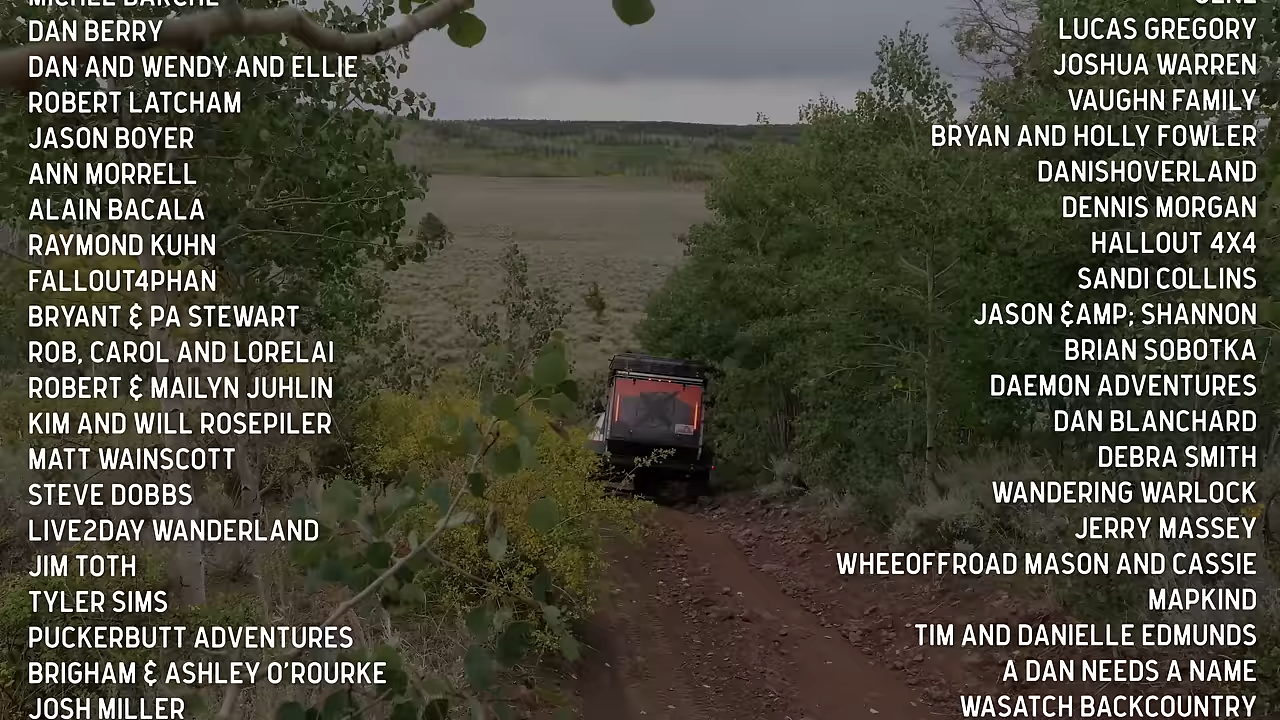 DAN BERRY
DAN AND WENDY AND ELLIE
ROBERT LATCHAM
JASON BOYER
ANN MORRELL
ALAIN BACALA
RAYMOND KUHN
FALLOUT4PHAN
BRYANT & PA STEWART
ROB, CAROL AND LORELAI
ROBERT & MAILYN JUHLIN
KIM AND WILL ROSEPILER
MATT WAINSCOTT
STEVE DOBBS
LIVE2DAY WANDERLAND
JIM TOTH
TYLER SIMS
PUCKERBUTT ADVENTURES
BRIGHAM & ASHLEY O'ROURKE
JOSH MILLER
LUCAS GREGORY
JOSHUA WARREN
VAUGHN FAMILY
BRYAN AND HOLLY FOWLER
DANISHOVERLAND
DENNIS MORGAN
HALLOUT 4X4
SANDI COLLINS
JASON &AMP; SHANNON
BRIAN SOBOTKA
DAEMON ADVENTURES
DAN BLANCHARD
DEBRA SMITH
WANDERING WARLOCK
JERRY MASSEY
WHEEOFFROAD MASON AND CASSIE
MAPKIND
TIM AND DANIELLE EDMUNDS
A DAN NEEDS A NAME
WASATCH BACKCOUNTRY